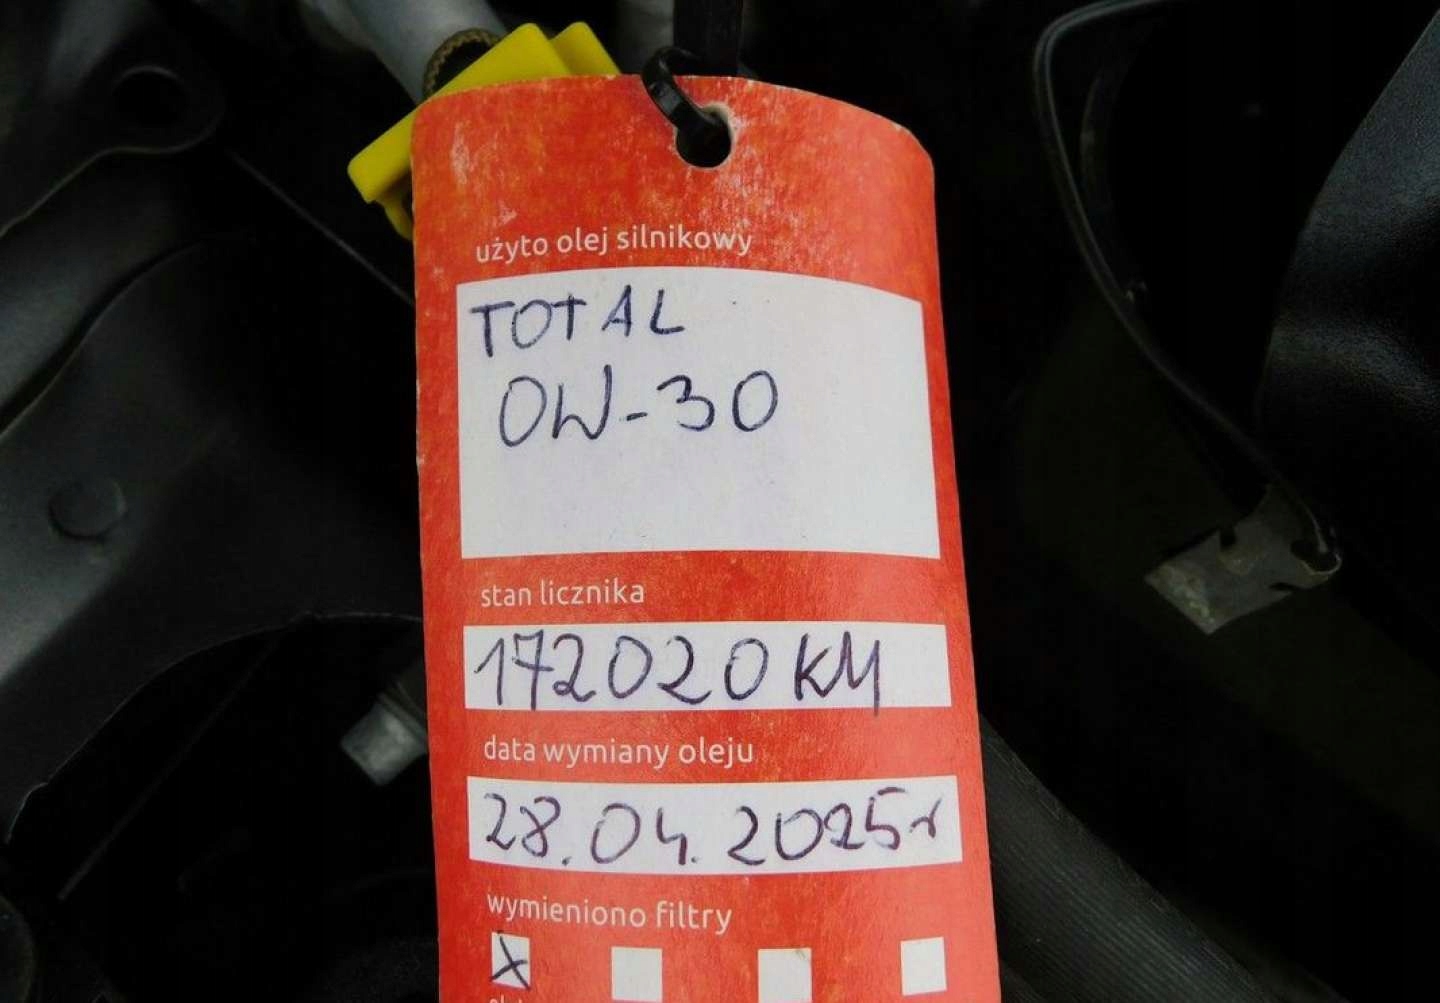 użyto olej silnikowy
TOTAL
0W-30
stan licznika
172020 KM
data wymiany oleju
28.04.2025r
wymieniono filtry
X